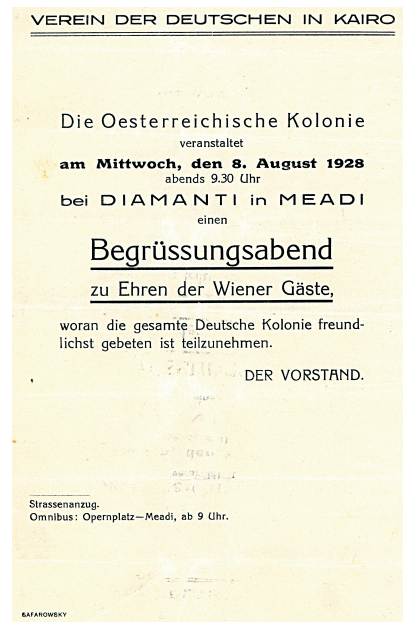 VEREIN DER DEUTSCHEN IN KAIRO
Die Oesterreichische Kolonie
veranstaltet
am Mittwoch, den 8. August 1928
abends 9.30 Uhr
bei DIAMANTI in MEADI
einen
Begrüssungsabend
zu Ehren der Wiener Gäste,
woran die gesamte Deutsche Kolonie freund-
lichst gebeten ist teilzunehmen.
DER VORSTAND.
Strassenanzug.
Omnibus: Opernplatz—Meadi, ab 9 Uhr.
SAFAROWSKY